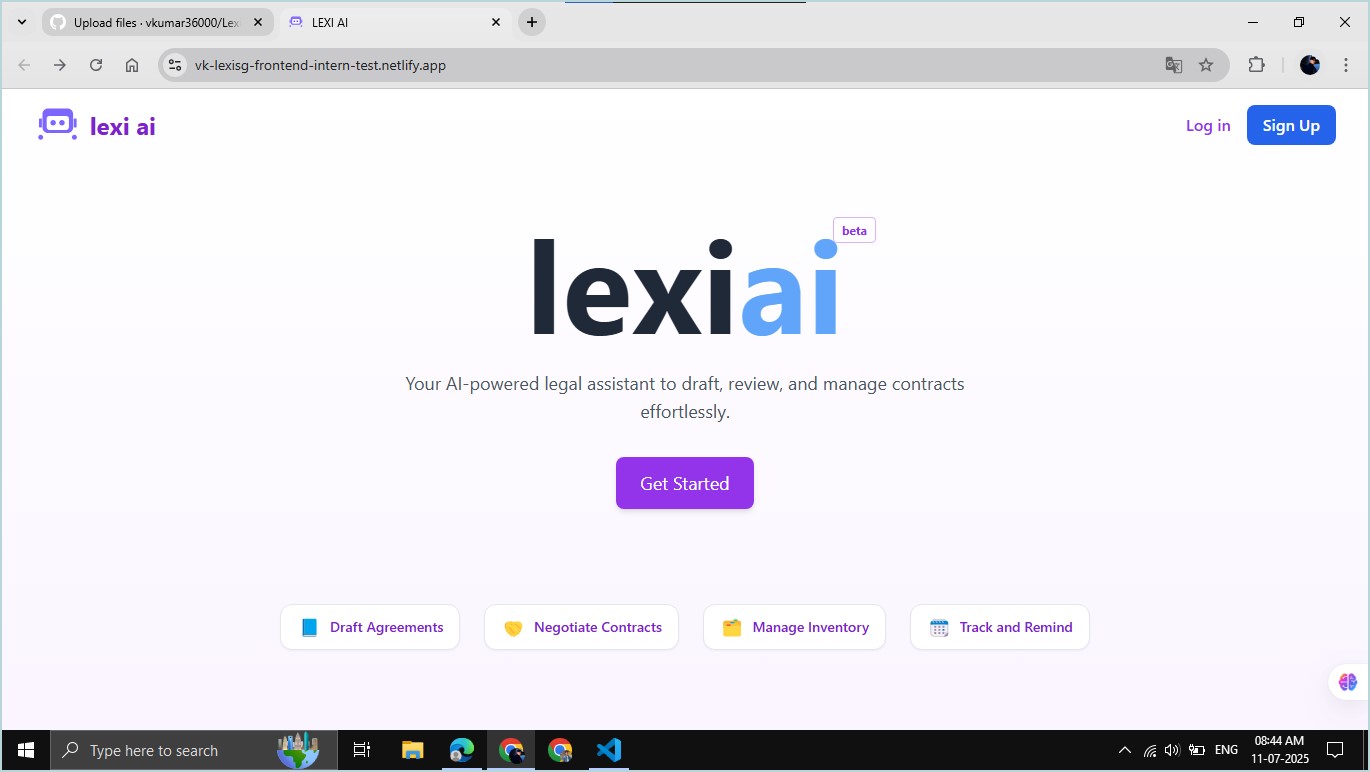 Upload files · vkumar36000/Lexi
LEXI AI
vk-lexisg-frontend-intern-test.netlify.app
lexi ai
Log in
Sign Up
lexiai
beta
Your AI-powered legal assistant to draft, review, and manage contracts
effortlessly.
Get Started
Draft Agreements
Negotiate Contracts
Manage Inventory
Track and Remind
Type here to search
ENG
08:44 AM
11-07-2025